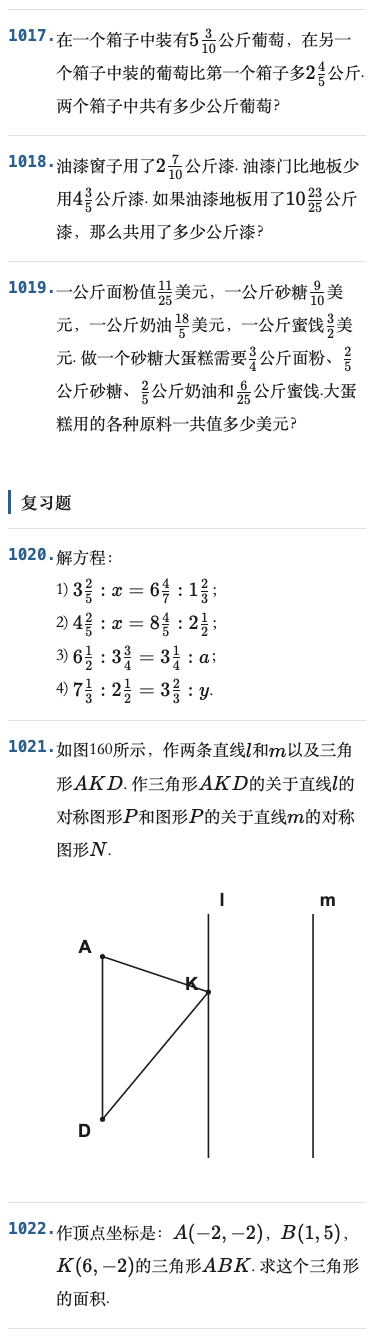 1017. 在一个箱子中装有5 3/10 公斤葡萄，在另一
个箱子中装的葡萄比第一个箱子多2 4/5 公斤.
两个箱子中共有多少公斤葡萄？
1018. 油漆窗子用了2 7/10 公斤漆. 油漆门比地板少
用4 3/5 公斤漆. 如果油漆地板用了10 23/25 公斤
漆，那么共用了多少公斤漆？
1019. 一公斤面粉值 11/25 美元，一公斤砂糖 9/10 美
元，一公斤奶油 18/5 美元，一公斤蜜饯 3/2 美
元. 做一个砂糖大蛋糕需要 3/4 公斤面粉、2/5
公斤砂糖、2/5 公斤奶油和 6/25 公斤蜜饯.大蛋
糕用的各种原料一共值多少美元？
复习题
1020. 解方程：
1) 3 2/5 : x = 6 4/7 : 1 2/3;
2) 4 2/5 : x = 8 4/5 : 2 1/2;
3) 6 1/2 : 3 3/4 = 3 1/4 : a;
4) 7 1/3 : 2 1/2 = 3 2/3 : y.
1021. 如图160所示，作两条直线l和m以及三角
形AKD. 作三角形AKD的关于直线l的
对称图形P和图形P的关于直线m的对称
图形N.
l
m
A
K
D
1022. 作顶点坐标是：A(−2, −2)，B(1, 5)，
K(6, −2)的三角形ABK. 求这个三角形
的面积.